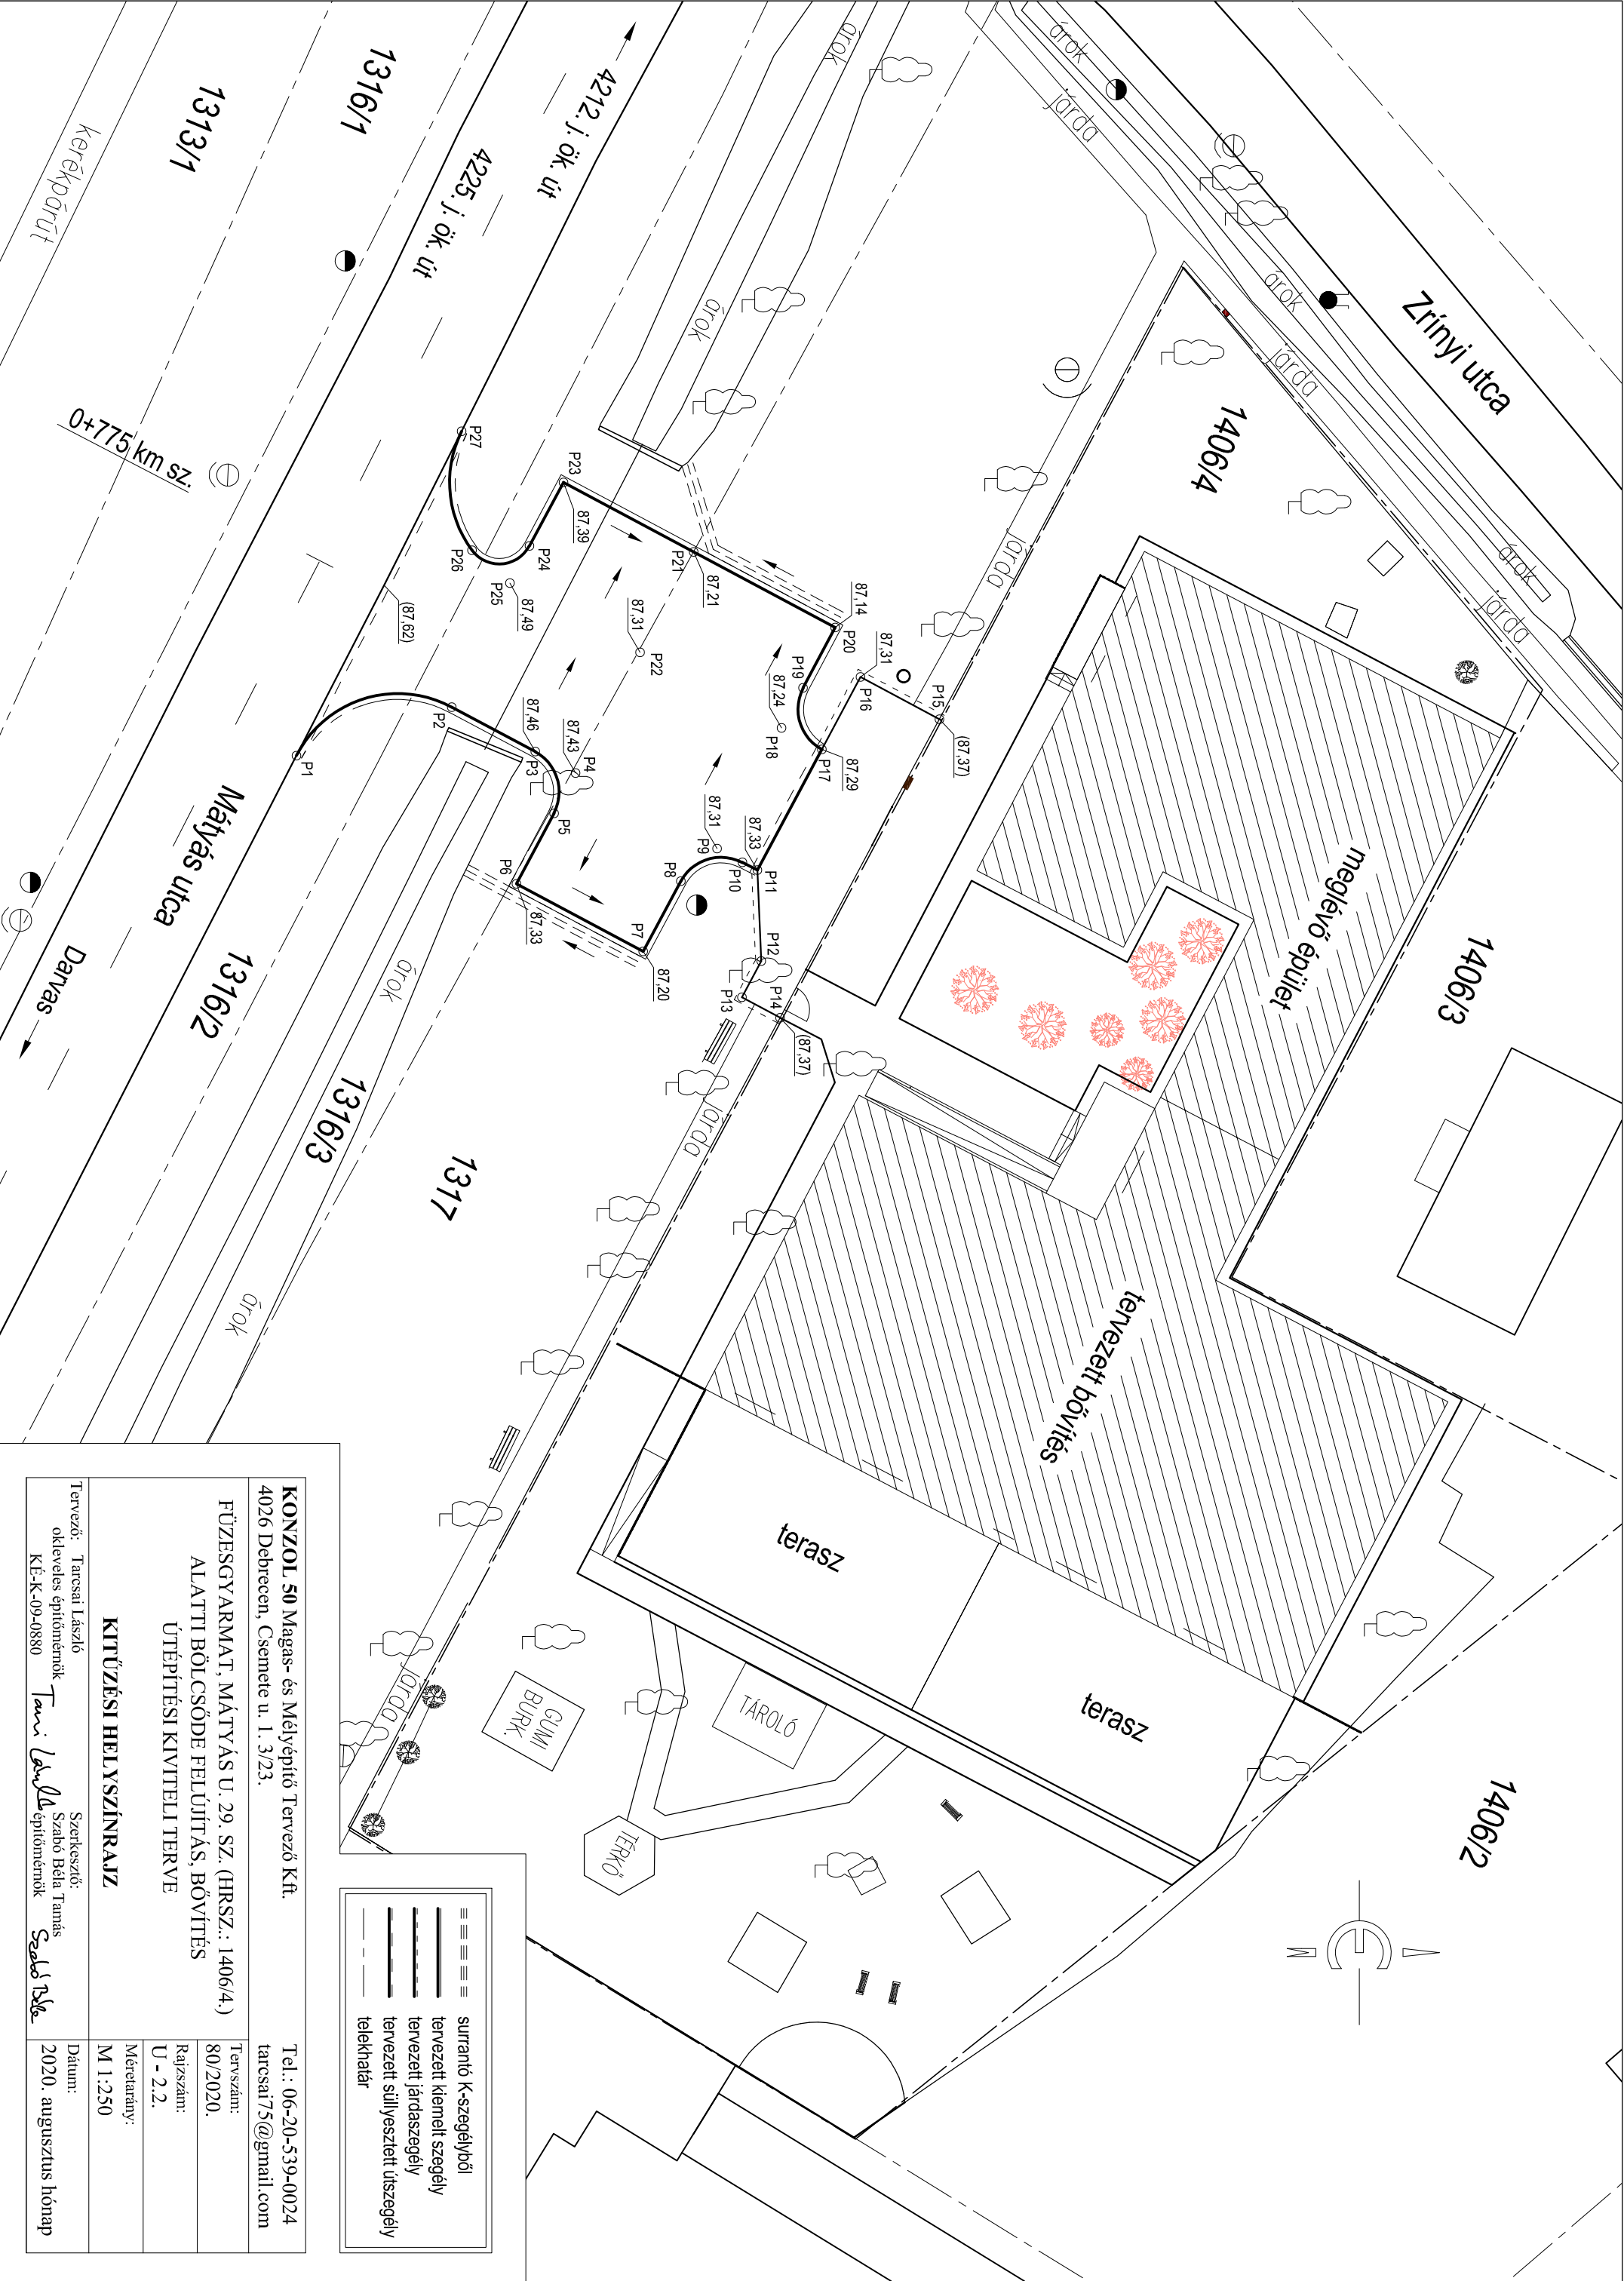 Zrínyi utca
árok
járda
árok
árok
járda
árok
járda
árok
járda
árok
1406/4
1406/3
1406/2
meglévő épület
tervezett bővítés
terasz
terasz
TÁROLÓ
GUMI
BURK.
TÉRKŐ
járda
járda
1316/1
1313/1
kerékpárút
4212. j. ök. út
4225. j. ök. út
0+775 km sz.
Mátyás utca
Darvas
1316/2
1316/3
1317
árok
árok
P27
P26
P25
87,49
P24
P23
87,39
P21
87,21
P22
87,31
P20
87,14
P19
P18
87,24
P17
87,29
P16
87,31
P15
(87,37)
P14
(87,37)
P13
P12
P11
87,33
P10
P9
87,31
P8
P7
87,20
P6
87,33
P5
P4
87,43
P3
87,46
P2
P1
(87,62)
surrantó K-szegélyből
tervezett kiemelt szegély
tervezett járdaszegély
tervezett süllyesztett útszegély
telekhatár
KONZOL 50 Magas- és Mélyépítő Tervező Kft.
4026 Debrecen, Csemete u. 1. 3/23.
Tel.: 06-20-539-0024
tarcsai75@gmail.com
FÜZESGYARMAT, MÁTYÁS U. 29. SZ. (HRSZ.: 1406/4.)
ALATTI BÖLCSŐDE FELÚJÍTÁS, BŐVÍTÉS
ÚTÉPÍTÉSI KIVITELI TERVE
KITŰZÉSI HELYSZÍNRAJZ
Tervszám:
80/2020.
Rajzszám:
U - 2.2.
Méretarány:
M 1:250
Tervező: Tarcsai László
okleveles építőmérnök
KÉ-K-09-0880
Szerkesztő:
Szabó Béla Tamás
építőmérnök
Szabó Béla
Dátum:
2020. augusztus hónap